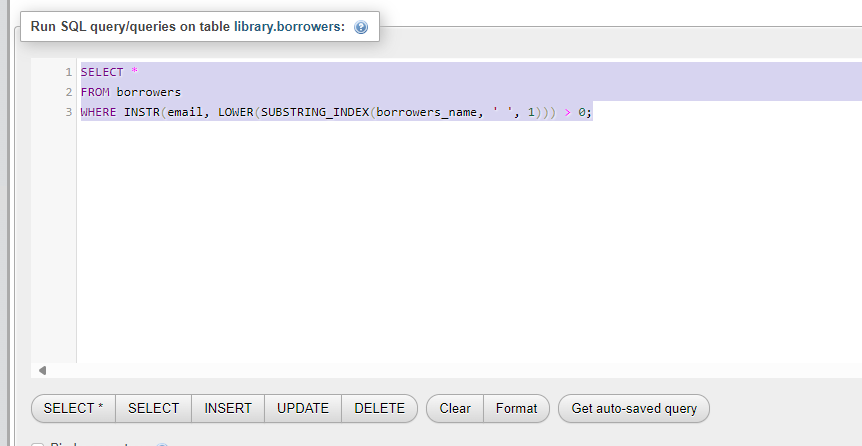 Run SQL query/queries on table library.borrowers:
1 SELECT *
2 FROM borrowers
3 WHERE INSTR(email, LOWER(SUBSTRING_INDEX(borrowers_name, ' ', 1))) > 0;
SELECT * SELECT INSERT UPDATE DELETE Clear Format Get auto-saved query